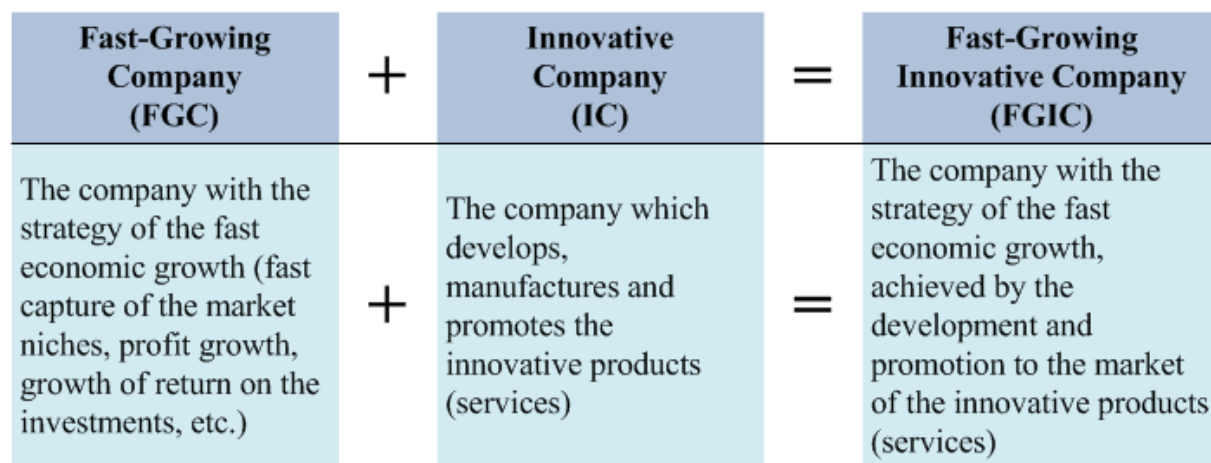 Fast-Growing
Company
(FGC)
+
Innovative
Company
(IC)
=
Fast-Growing
Innovative Company
(FGIC)
The company with the
strategy of the fast
economic growth (fast
capture of the market
niches, profit growth,
growth of return on the
investments, etc.)
+
The company which
develops,
manufactures and
promotes the
innovative products
(services)
=
The company with the
strategy of the fast
economic growth,
achieved by the
development and
promotion to the market
of the innovative products
(services)